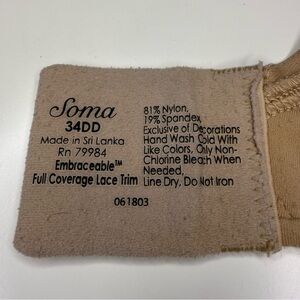 Soma
34DD
Made in Sri Lanka
Rn 79984
Embraceable™
Full Coverage Lace Trim
061803
81% Nylon,
19% Spandex,
Exclusive of Decorations
Hand Wash Cold With
Like Colors, Only Non-
Chlorine Bleach When
Needed,
Line Dry, Do Not Iron